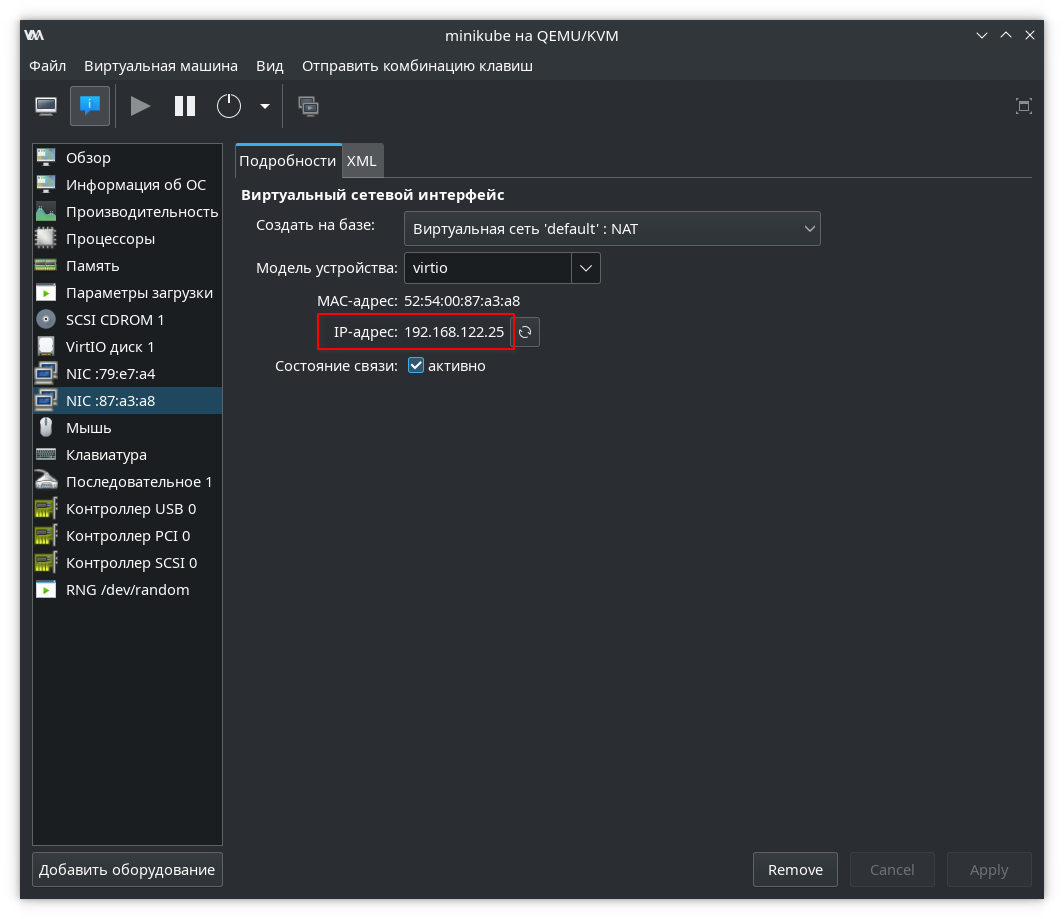 minikube на QEMU/KVM
Файл Виртуальная машина Вид Отправить комбинацию клавиш
Обзор
Информация об ОС
Производительность
Процессоры
Память
Параметры загрузки
SCSI CDROM 1
VirtIO диск 1
NIC :79:e7:a4
NIC :87:a3:a8
Мышь
Клавиатура
Последовательное 1
Контроллер USB 0
Контроллер PCI 0
Контроллер SCSI 0
RNG /dev/random
Добавить оборудование
Подробности XML
Виртуальный сетевой интерфейс
Создать на базе: Виртуальная сеть 'default' : NAT
Модель устройства: virtio
MAC-адрес: 52:54:00:87:a3:a8
IP-адрес: 192.168.122.25
Состояние связи: активно
Remove Cancel Apply